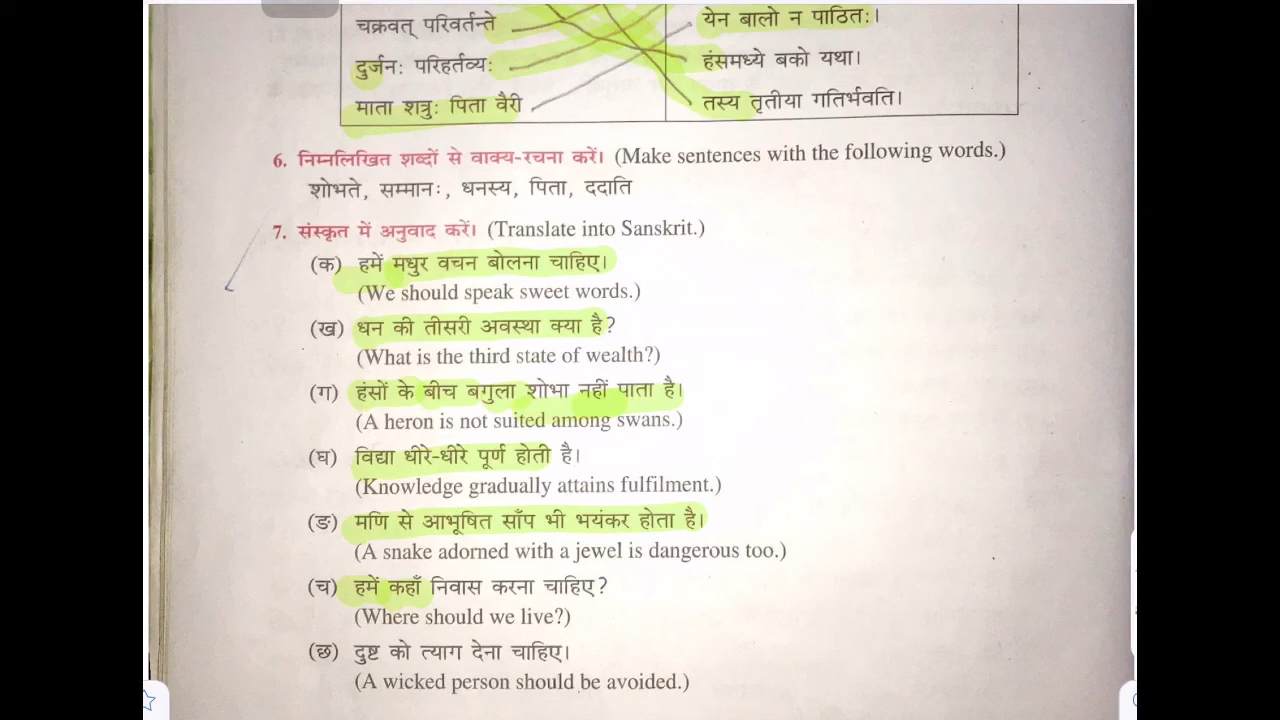 चक्रवत् परिवर्तन्ते येन बालो न पाठितः।
दुर्जनः परिहर्तव्यः हंसमध्ये बको यथा।
माता शत्रुः पिता वैरी तस्य तृतीया गतिर्भवति।
6. निम्नलिखित शब्दों से वाक्य-रचना करें। (Make sentences with the following words.)
शोभते, सम्मानः, धनस्य, पिता, ददाति
7. संस्कृत में अनुवाद करें। (Translate into Sanskrit.)
(क) हमें मधुर वचन बोलना चाहिए।
(We should speak sweet words.)
(ख) धन की तीसरी अवस्था क्या है?
(What is the third state of wealth?)
(ग) हंसों के बीच बगुला शोभा नहीं पाता है।
(A heron is not suited among swans.)
(घ) विद्या धीरे-धीरे पूर्ण होती है।
(Knowledge gradually attains fulfilment.)
(ङ) मणि से आभूषित साँप भी भयंकर होता है।
(A snake adorned with a jewel is dangerous too.)
(च) हमें कहाँ निवास करना चाहिए?
(Where should we live?)
(छ) दुष्ट को त्याग देना चाहिए।
(A wicked person should be avoided.)